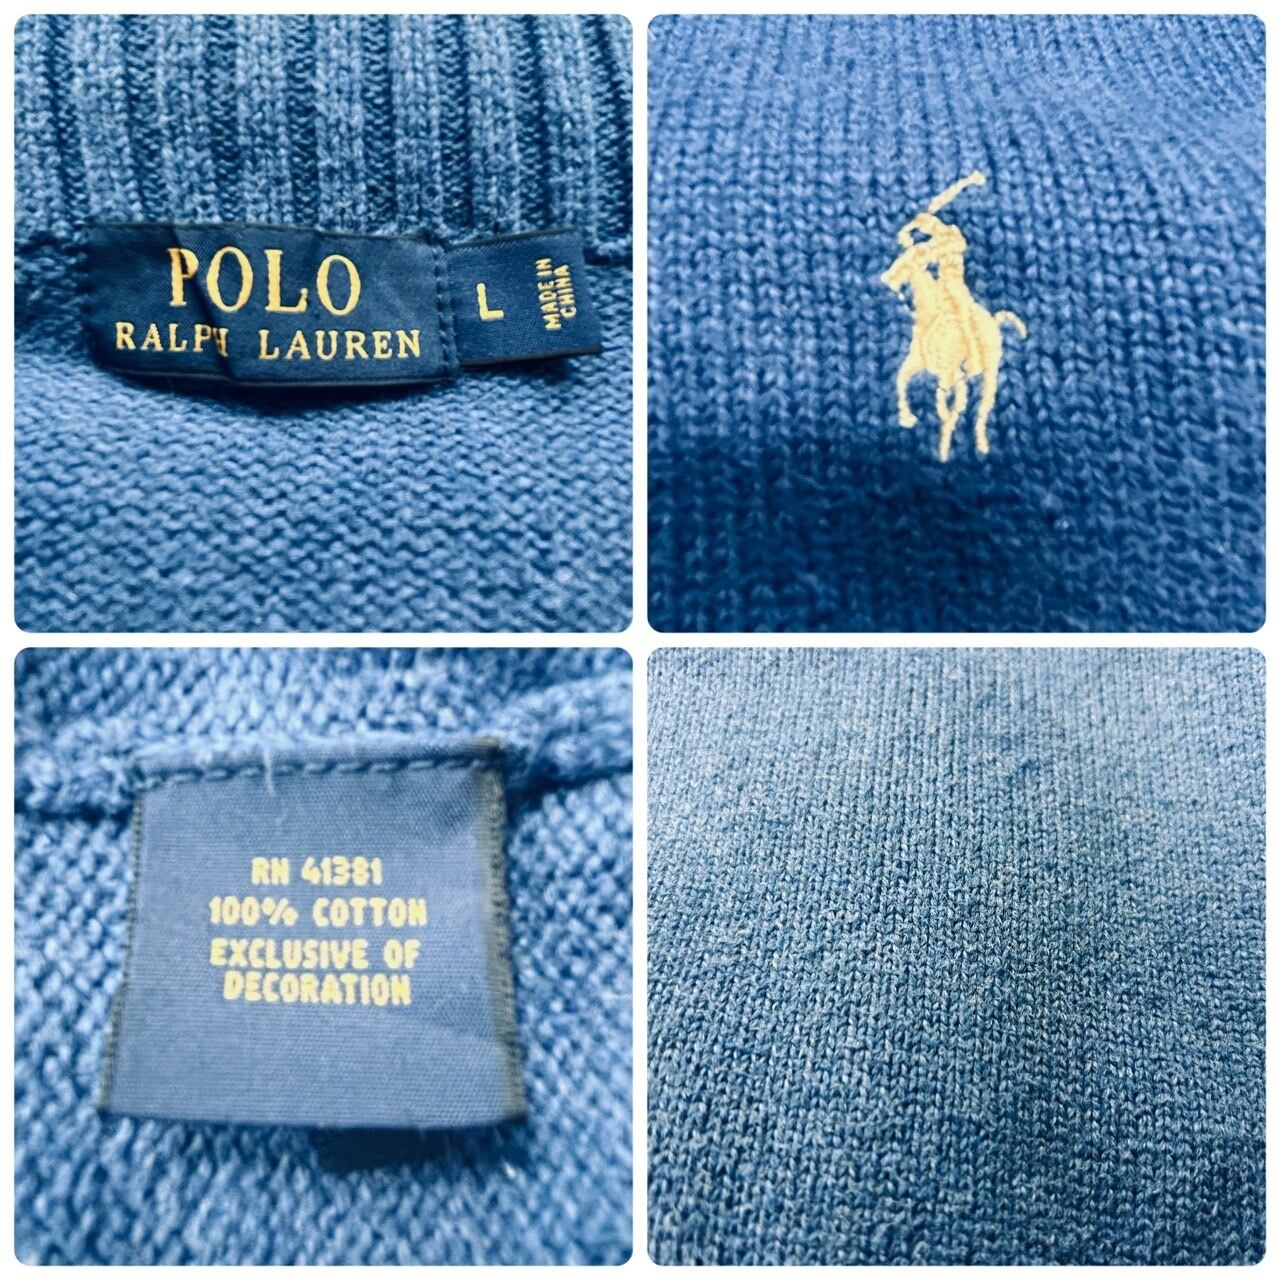 POLO
RALPH LAUREN
L
MADE IN
CHINA
RN 41381
100% COTTON
EXCLUSIVE OF
DECORATION